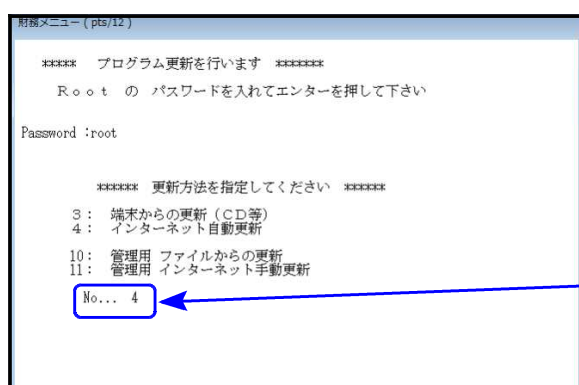 財務メニュー ( pts/12 )
***** プログラム更新を行います *******
Ｒｏｏｔ の パスワードを入れてエンターを押して下さい
Password :root
****** 更新方法を指定してください ******
3： 端末からの更新（ＣＤ等）
4： インターネット自動更新
10： 管理用 ファイルからの更新
11： 管理用 インターネット手動更新
No... 4